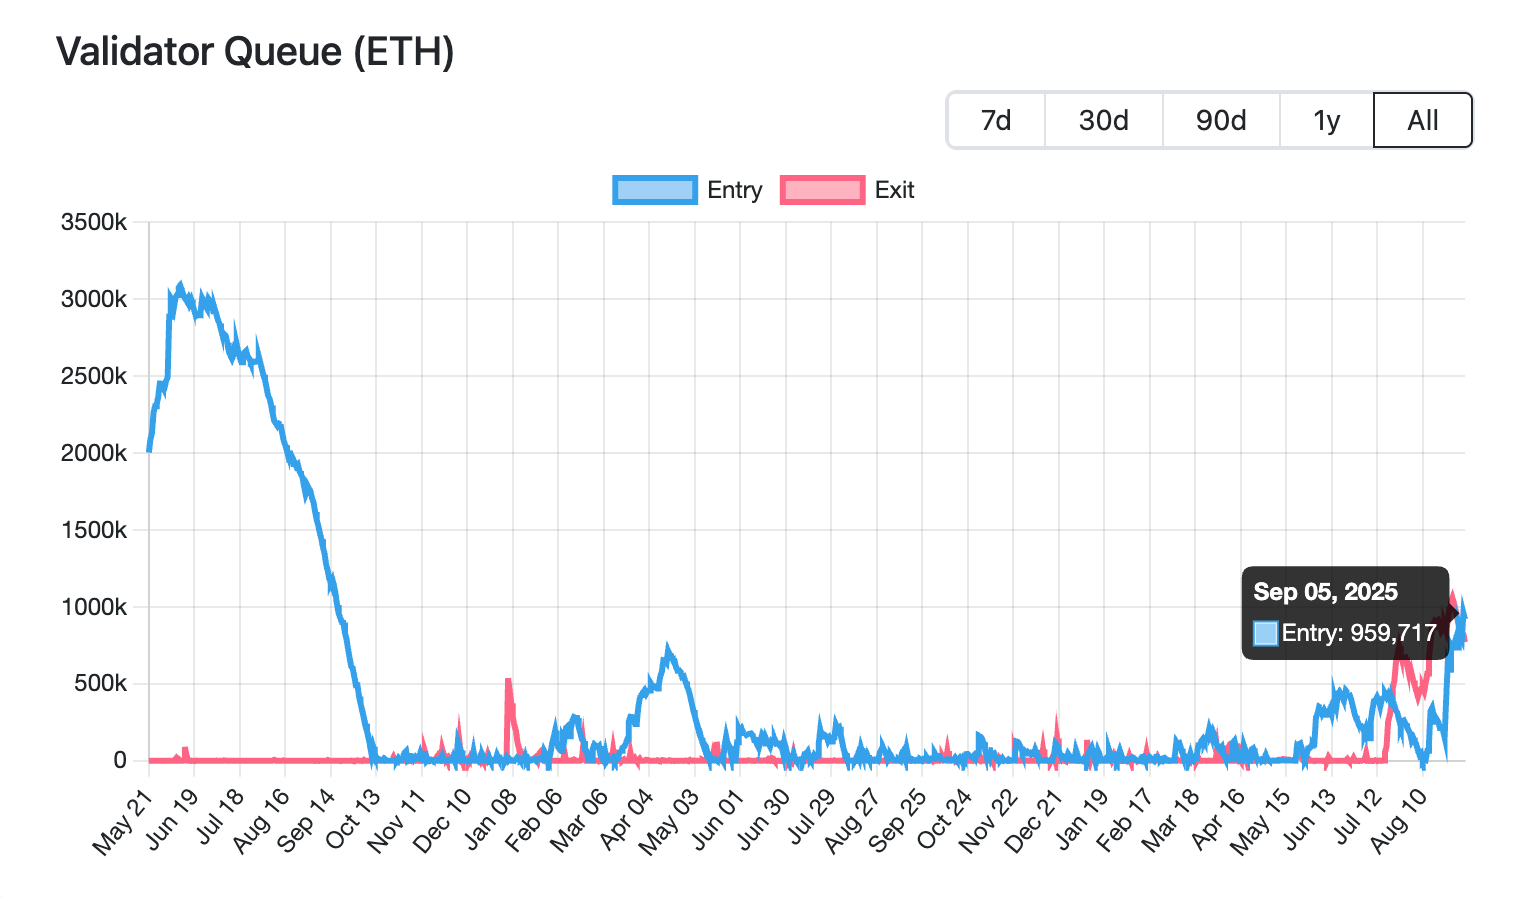 Validator Queue (ETH)
7d 30d 90d 1y All
Entry Exit
3500k
3000k
2500k
2000k
1500k
1000k
500k
0
Sep 05, 2025
Entry: 959,717
May 21 Jun 19 Jul 18 Aug 16 Sep 14 Oct 13 Nov 11 Dec 10 Jan 08 Feb 06 Mar 06 Apr 04 May 03 Jun 01 Jun 30 Jul 29 Aug 27 Sep 25 Oct 24 Nov 22 Dec 21 Jan 19 Feb 17 Mar 18 Apr 16 May 15 Jun 13 Jul 12 Aug 10